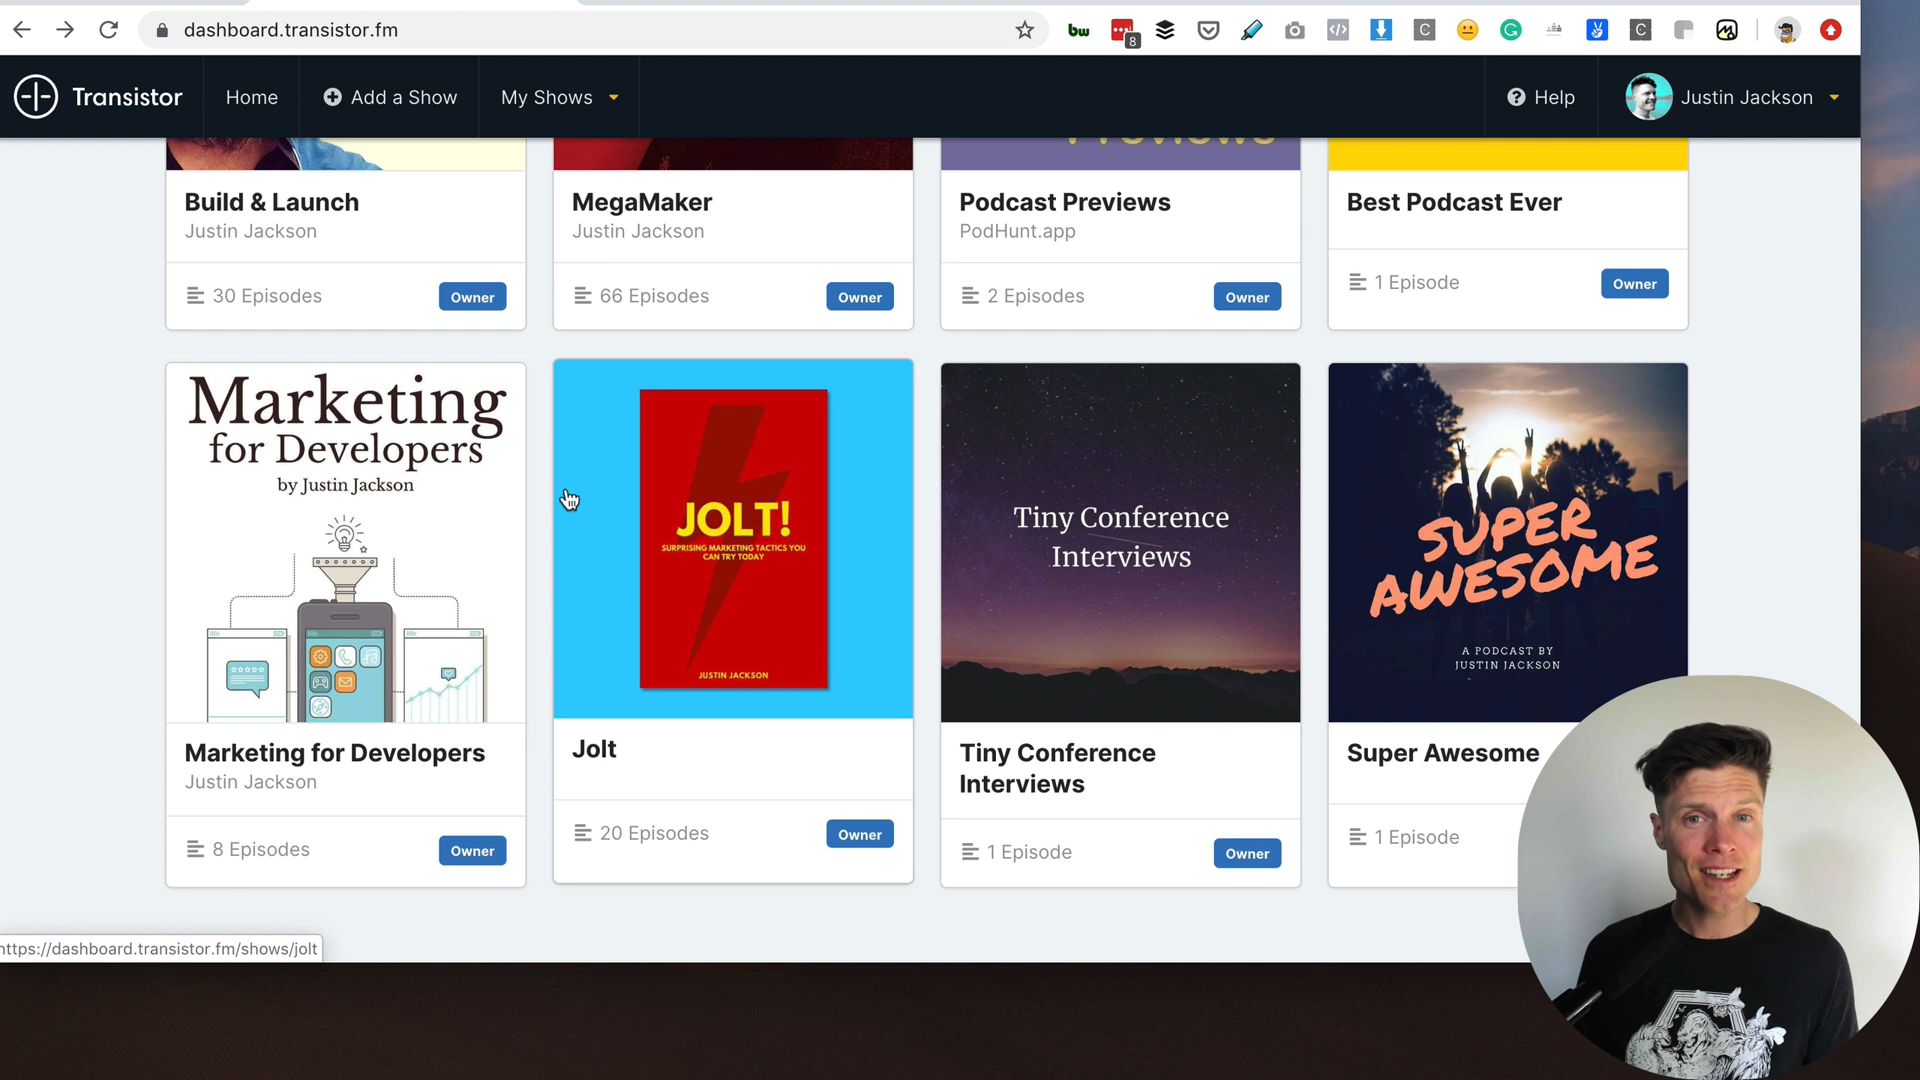 dashboard.transistor.fm
bw
8
Transistor
Home
Add a Show
My Shows
Help
Justin Jackson
Previews
Build & Launch
Justin Jackson
30 Episodes
Owner
MegaMaker
Justin Jackson
66 Episodes
Owner
Podcast Previews
PodHunt.app
2 Episodes
Owner
Best Podcast Ever
1 Episode
Owner
Marketing
for Developers
by Justin Jackson
Marketing for Developers
Justin Jackson
8 Episodes
Owner
JOLT!
SURPRISING MARKETING TACTICS YOU
CAN TRY TODAY
JUSTIN JACKSON
Jolt
20 Episodes
Owner
Tiny Conference
Interviews
Tiny Conference
Interviews
1 Episode
Owner
SUPER
AWESOME
A PODCAST BY
JUSTIN JACKSON
Super Awesome
1 Episode
https://dashboard.transistor.fm/shows/jolt